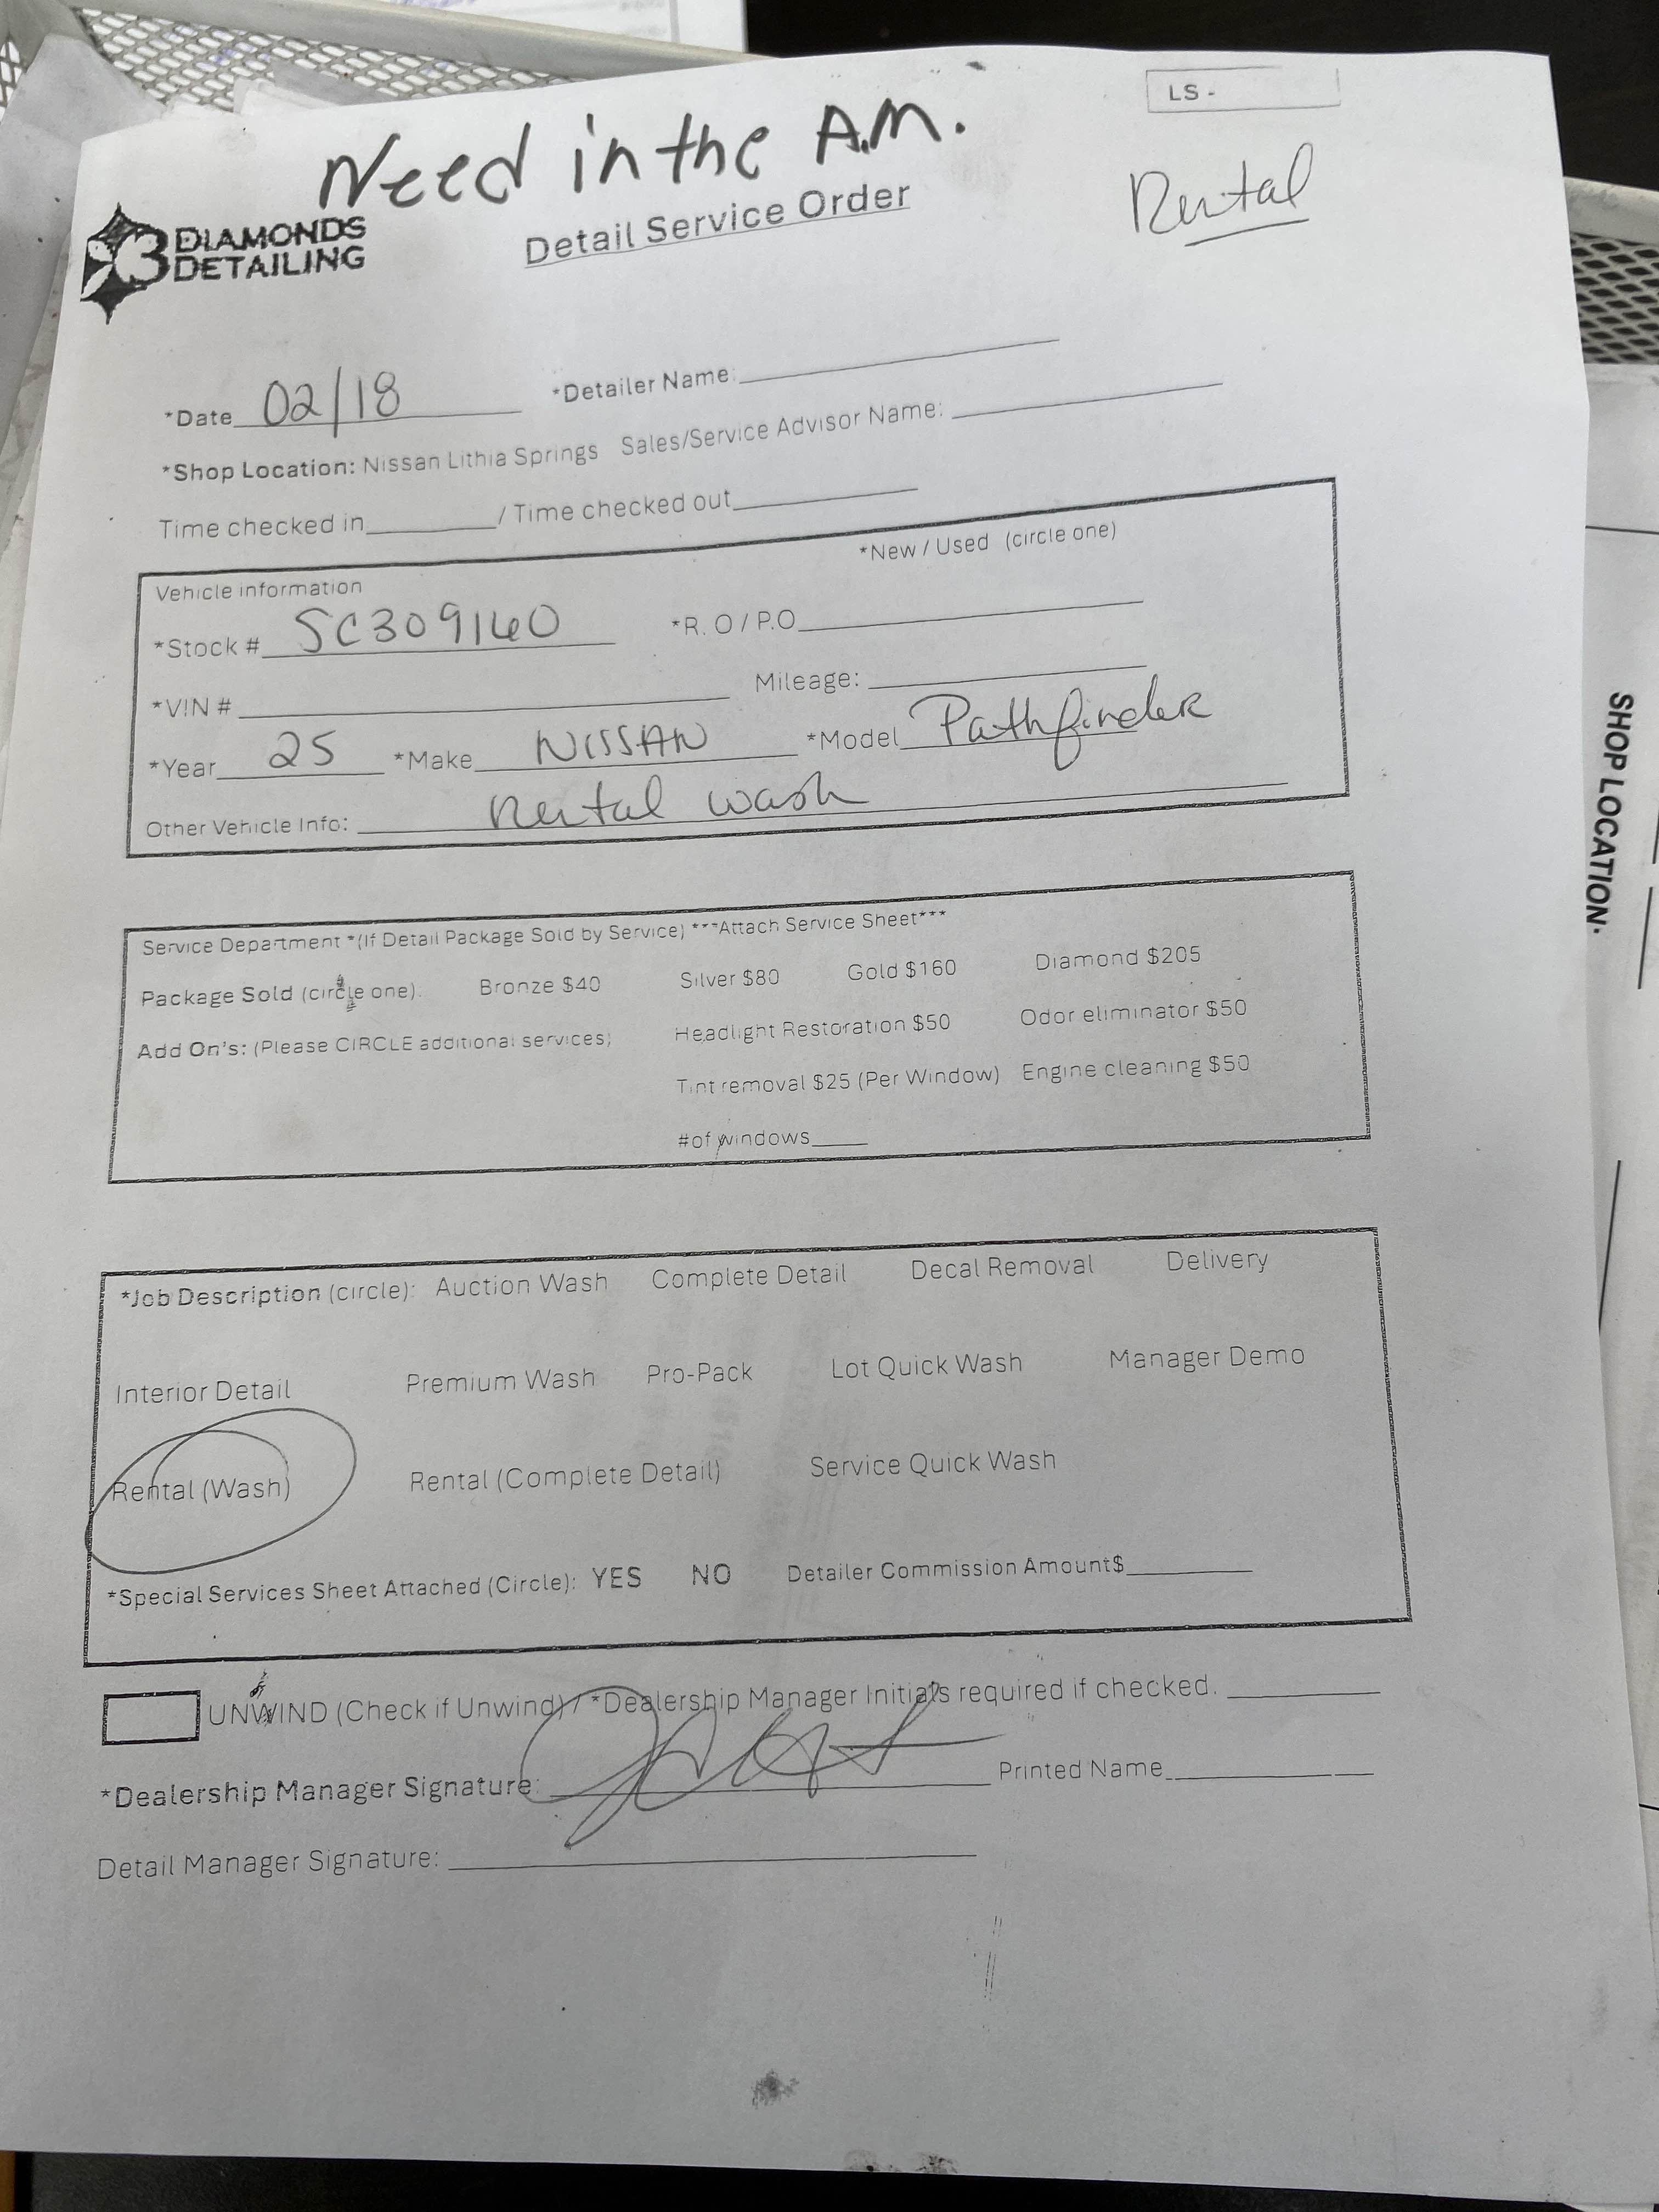 LS -
Need in the A.M.
Rental
3 DIAMONDS
DETAILING
Detail Service Order
*Date 02/18 *Detailer Name:
*Shop Location: Nissan Lithia Springs Sales/Service Advisor Name:
Time checked in / Time checked out
*New / Used (circle one)
Vehicle information
*Stock # SC309140 *R.O / P.O
*VIN # Mileage:
*Year 25 *Make NISSAN *Model Pathfinder
Other Vehicle Info: Rental wash
Service Department *(If Detail Package Sold by Service) ***Attach Service Sheet***
Package Sold (circle one). Bronze $40 Silver $80 Gold $160 Diamond $205
Add On's: (Please CIRCLE additional services) Headlight Restoration $50 Odor eliminator $50
Tint removal $25 (Per Window) Engine cleaning $50
#of windows
*Job Description (circle): Auction Wash Complete Detail Decal Removal Delivery
Interior Detail Premium Wash Pro-Pack Lot Quick Wash Manager Demo
Rental (Wash) Rental (Complete Detail) Service Quick Wash
*Special Services Sheet Attached (Circle): YES NO Detailer Commission Amount$
UNWIND (Check if Unwind) / *Dealership Manager Initials required if checked.
*Dealership Manager Signature: Printed Name
Detail Manager Signature:
SHOP LOCATION.